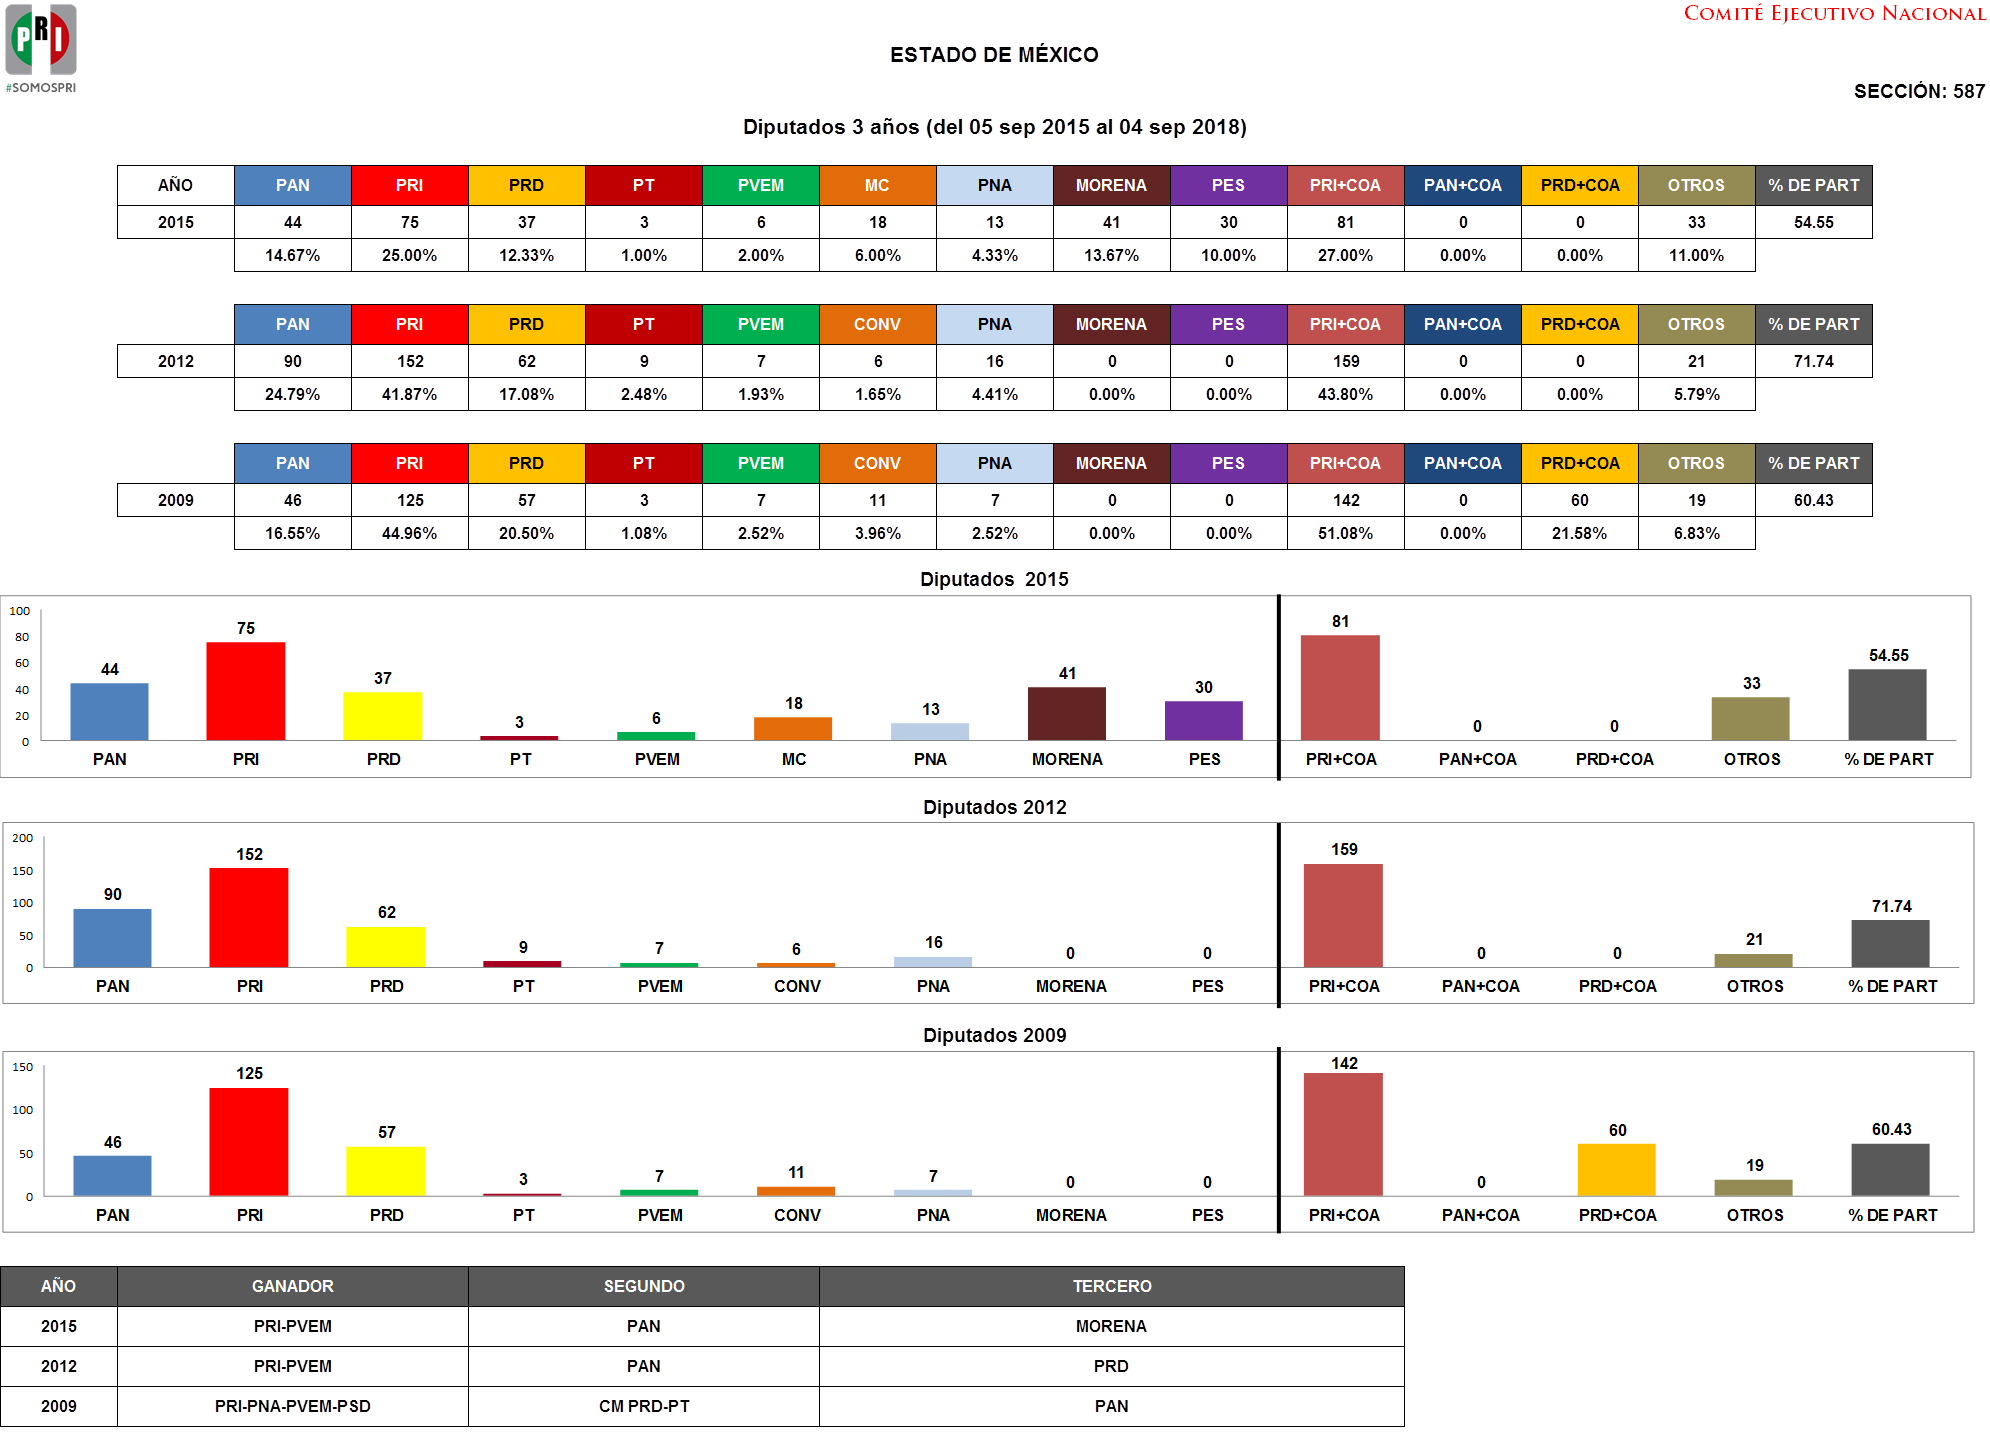 PRI
#SOMOSPRI
COMITÉ EJECUTIVO NACIONAL
ESTADO DE MÉXICO
SECCIÓN: 587
Diputados 3 años (del 05 sep 2015 al 04 sep 2018)
AÑO PAN PRI PRD PT PVEM MC PNA MORENA PES PRI+COA PAN+COA PRD+COA OTROS % DE PART
2015 44 75 37 3 6 18 13 41 30 81 0 0 33 54.55
14.67% 25.00% 12.33% 1.00% 2.00% 6.00% 4.33% 13.67% 10.00% 27.00% 0.00% 0.00% 11.00%
PAN PRI PRD PT PVEM CONV PNA MORENA PES PRI+COA PAN+COA PRD+COA OTROS % DE PART
2012 90 152 62 9 7 6 16 0 0 159 0 0 21 71.74
24.79% 41.87% 17.08% 2.48% 1.93% 1.65% 4.41% 0.00% 0.00% 43.80% 0.00% 0.00% 5.79%
PAN PRI PRD PT PVEM CONV PNA MORENA PES PRI+COA PAN+COA PRD+COA OTROS % DE PART
2009 46 125 57 3 7 11 7 0 0 142 0 60 19 60.43
16.55% 44.96% 20.50% 1.08% 2.52% 3.96% 2.52% 0.00% 0.00% 51.08% 0.00% 21.58% 6.83%
Diputados 2015
100
80
60
40
20
0
44 75 37 3 6 18 13 41 30 81 0 0 33 54.55
PAN PRI PRD PT PVEM MC PNA MORENA PES PRI+COA PAN+COA PRD+COA OTROS % DE PART
Diputados 2012
200
150
100
50
0
90 152 62 9 7 6 16 0 0 159 0 0 21 71.74
PAN PRI PRD PT PVEM CONV PNA MORENA PES PRI+COA PAN+COA PRD+COA OTROS % DE PART
Diputados 2009
150
100
50
0
46 125 57 3 7 11 7 0 0 142 0 60 19 60.43
PAN PRI PRD PT PVEM CONV PNA MORENA PES PRI+COA PAN+COA PRD+COA OTROS % DE PART
AÑO GANADOR SEGUNDO TERCERO
2015 PRI-PVEM PAN MORENA
2012 PRI-PVEM PAN PRD
2009 PRI-PNA-PVEM-PSD CM PRD-PT PAN